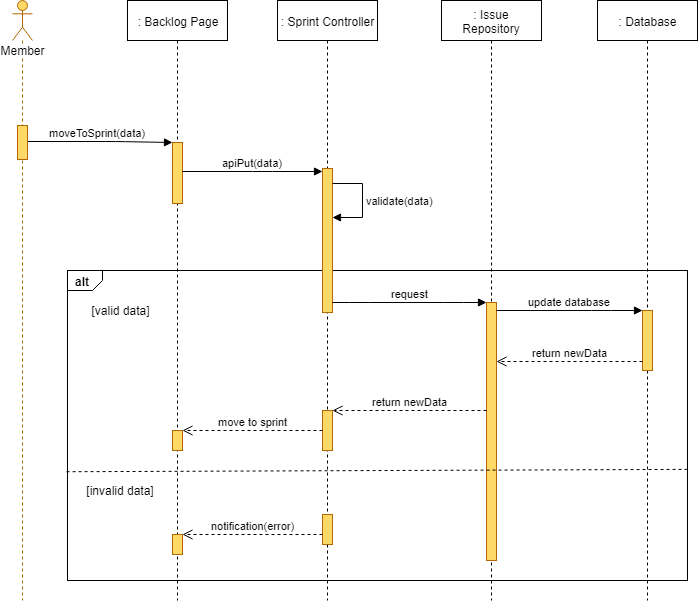 Member
: Backlog Page
: Sprint Controller
: Issue
Repository
: Database
moveToSprint(data)
apiPut(data)
validate(data)
alt
[valid data]
request
update database
return newData
return newData
move to sprint
[invalid data]
notification(error)